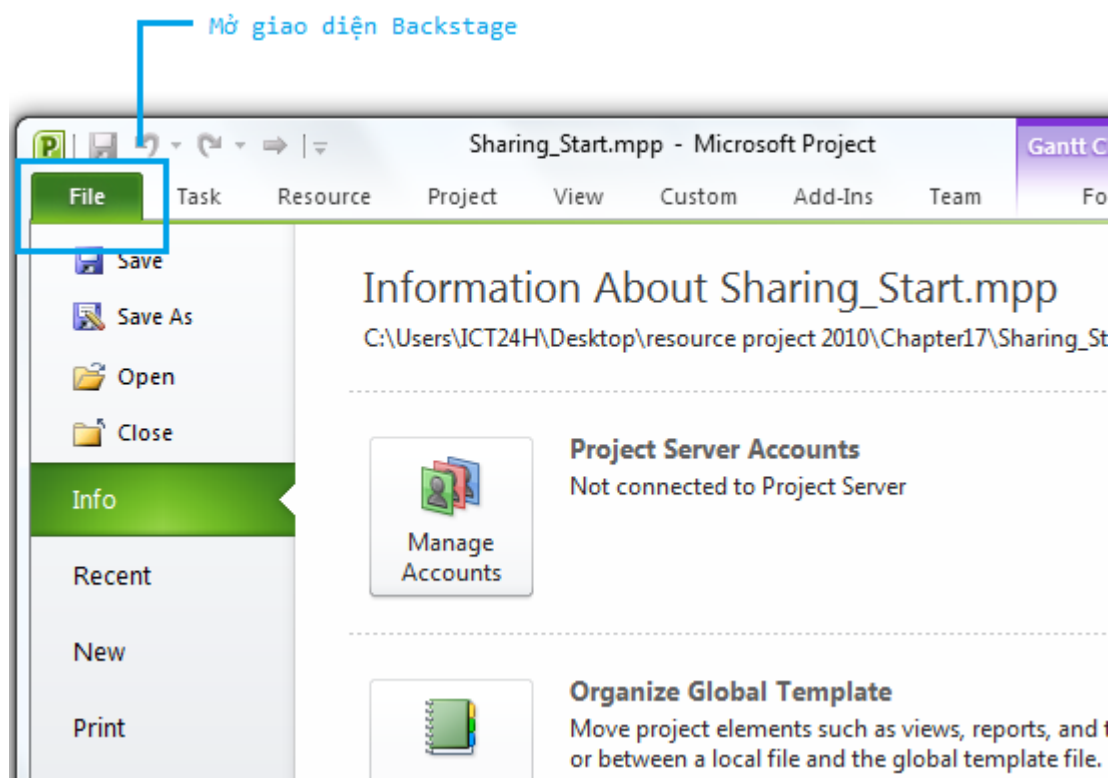 Mở giao diện Backstage
Sharing_Start.mpp - Microsoft Project
Gantt C
File Task Resource Project View Custom Add-Ins Team Fo
Save
Save As
Open
Close
Info
Recent
New
Print
Information About Sharing_Start.mpp
C:\Users\ICT24H\Desktop\resource project 2010\Chapter17\Sharing_St
Manage
Accounts
Project Server Accounts
Not connected to Project Server
Organize Global Template
Move project elements such as views, reports, and t
or between a local file and the global template file.